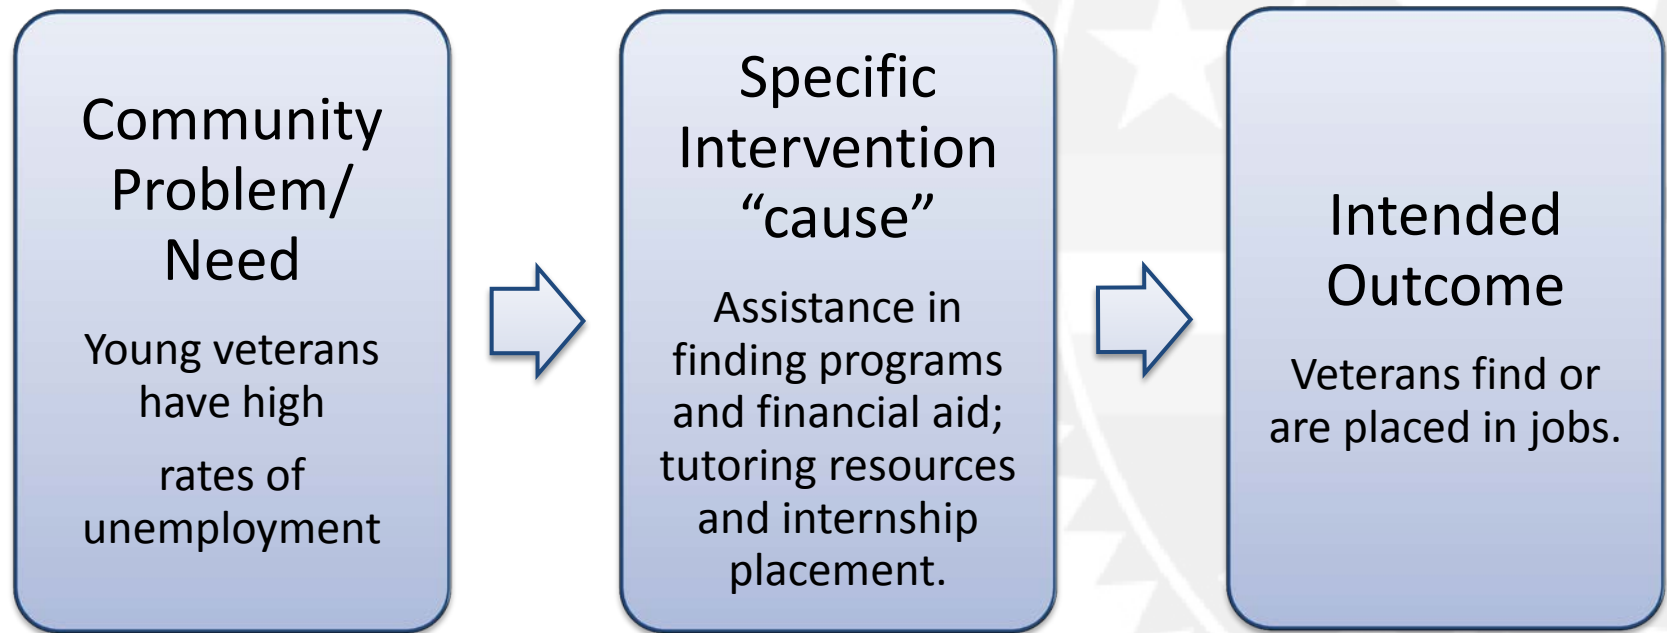 Community
Problem/
Need
Young veterans
have high
rates of
unemployment
Specific
Intervention
“cause”
Assistance in
finding programs
and financial aid;
tutoring resources
and internship
placement.
Intended
Outcome
Veterans find or
are placed in jobs.